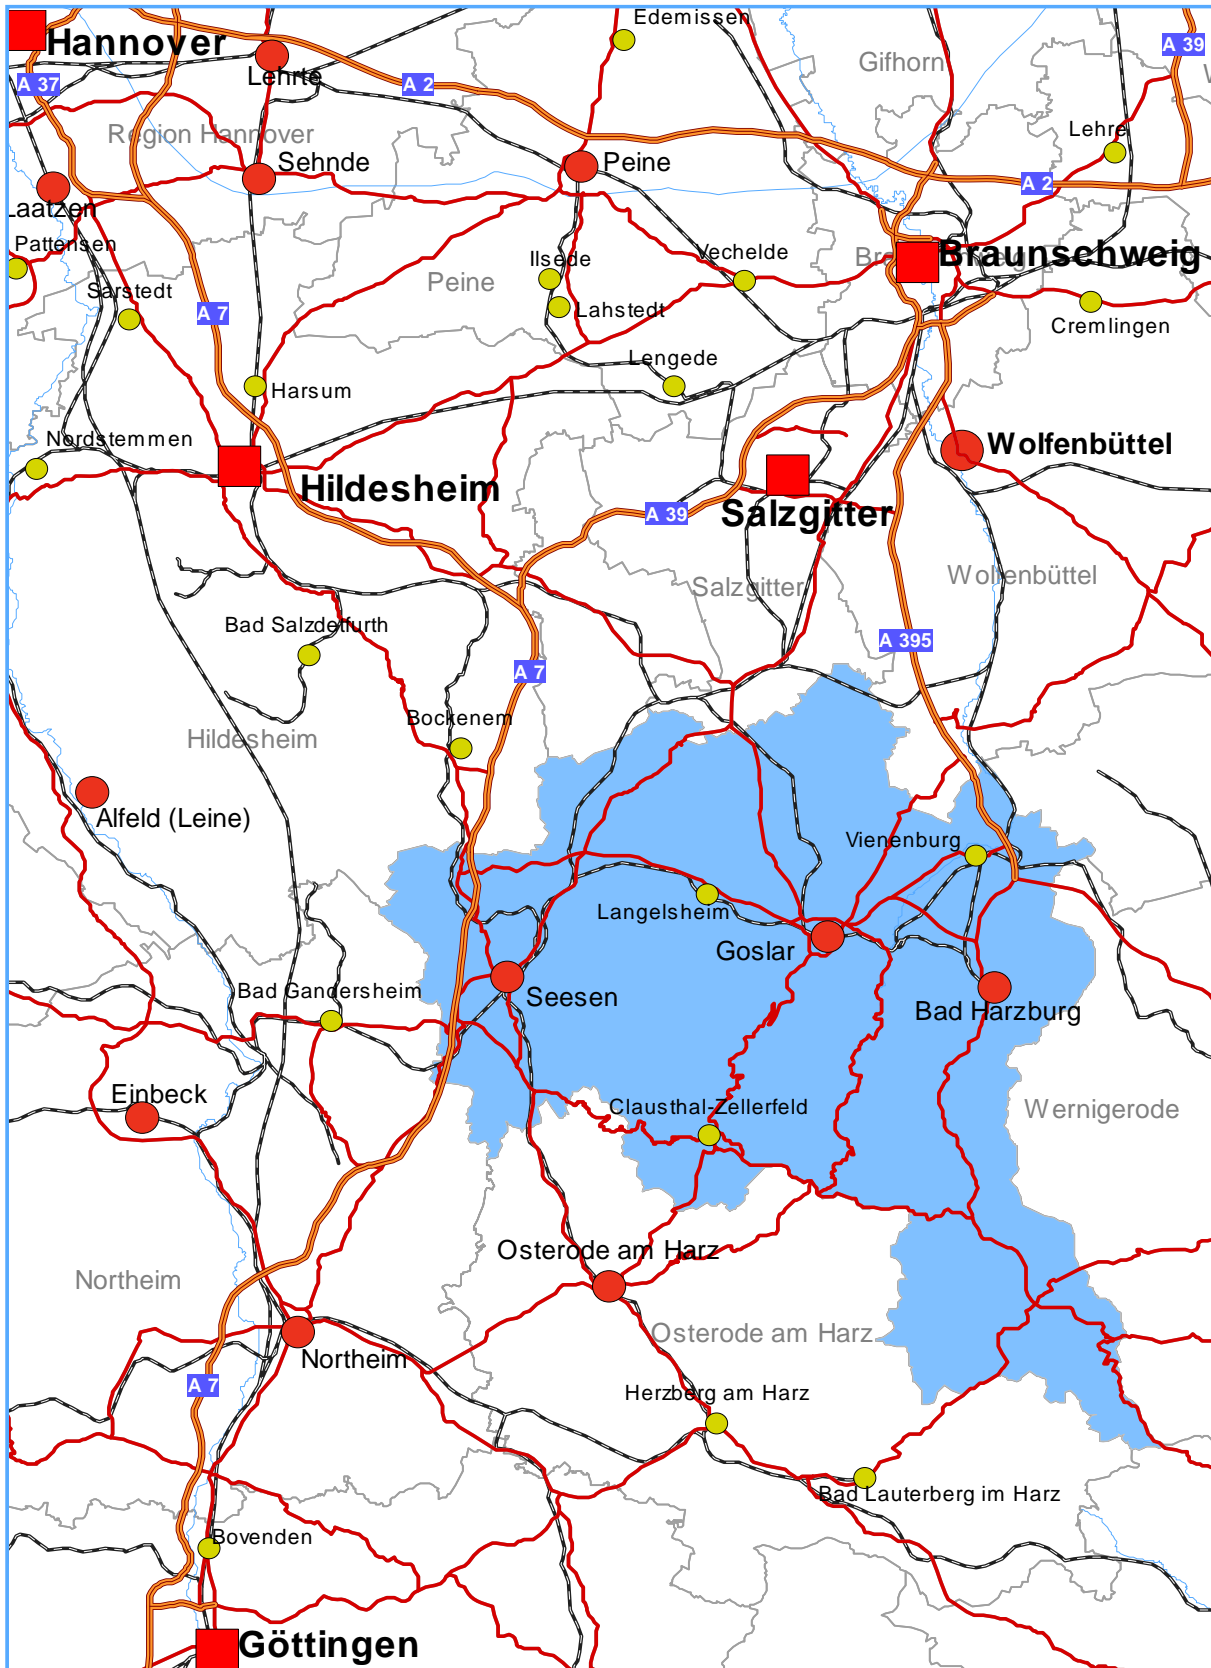 Edemissen
Hannover
A 39
Gifhorn
Lehrte
A 37
A 2
Region Hannover
Lehre
Sehnde
Peine
A 2
Laatzen
Pattensen
Ilsede
Vechelde
Braunschweig
Braunschweig
Sarstedt
Peine
A 7
Lahstedt
Cremlingen
Lengede
Harsum
Nordstemmen
Wolfenbüttel
Hildesheim
A 39
Salzgitter
Salzgitter
Wolfenbüttel
Bad Salzdetfurth
A 395
A 7
Bockenem
Hildesheim
Alfeld (Leine)
Vienenburg
Langelsheim
Goslar
Bad Gandersheim
Seesen
Bad Harzburg
Einbeck
Clausthal-Zellerfeld
Wernigerode
Osterode am Harz
Northeim
Osterode am Harz
Northeim
A 7
Herzberg am Harz
Bad Lauterberg im Harz
Bovenden
Göttingen